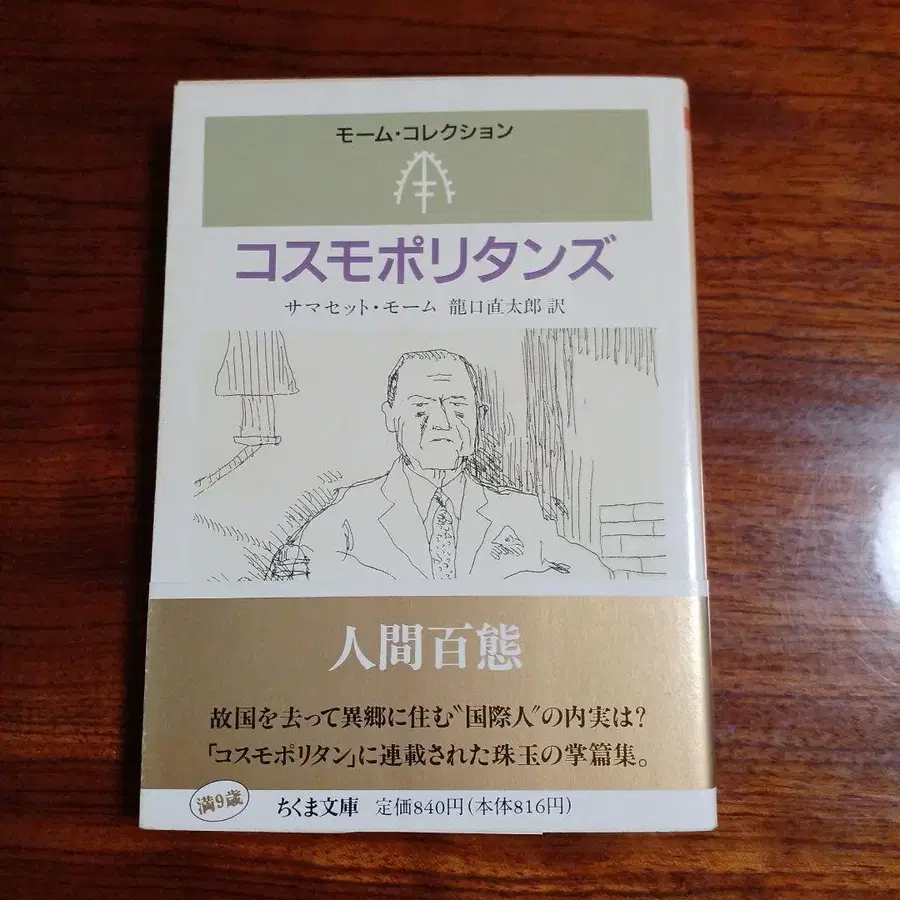 モーム・コレクション
コスモポリタンズ
サマセット・モーム 龍口直太郎 訳
人間百態
故国を去って異郷に住む〝国際人〟の内実は?
「コスモポリタン」に連載された珠玉の掌篇集。
満9歳
ちくま文庫 定価840円(本体816円)